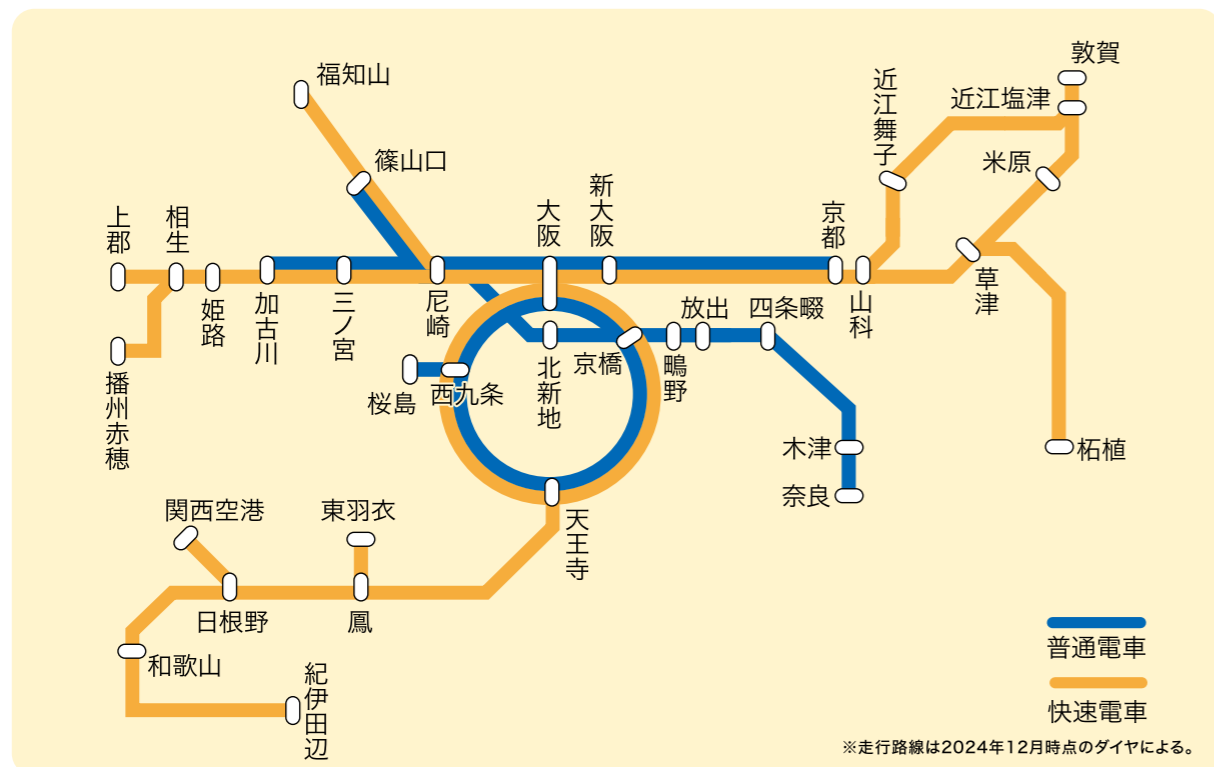 敦賀
福知山
近江舞子
近江塩津
篠山口
米原
新大阪
大阪
京都
上郡
相生
姫路
加古川
三ノ宮
尼崎
山科
草津
放出
四条畷
京橋
鴫野
北新地
播州赤穂
桜島
西九条
木津
柘植
奈良
関西空港
東羽衣
天王寺
日根野
鳳
和歌山
紀伊田辺
普通電車
快速電車
※走行路線は2024年12月時点のダイヤによる。